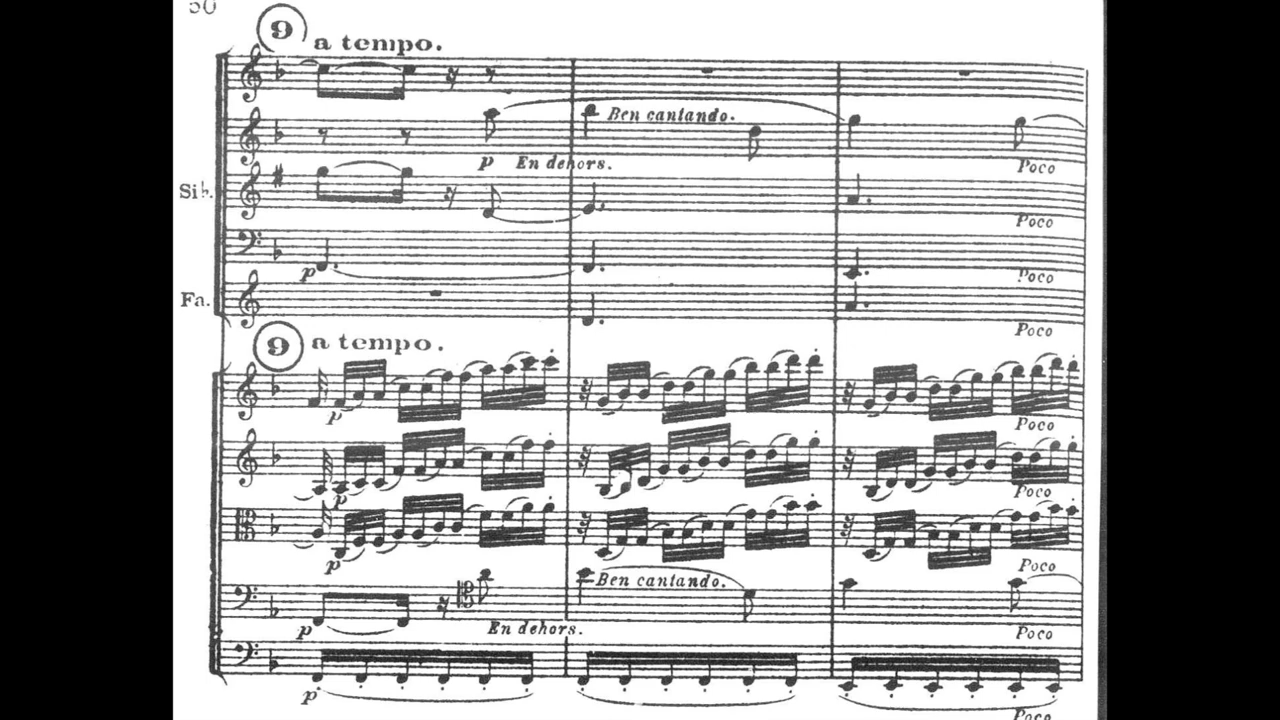 50
9 a tempo.
Ben cantando.
p En dehors.
Poco
Si♭.
Poco
p
Poco
Fa.
Poco
9 a tempo.
p
Poco
p
Poco
p
Poco
Ben cantando.
p
En dehors.
Poco
p
Poco